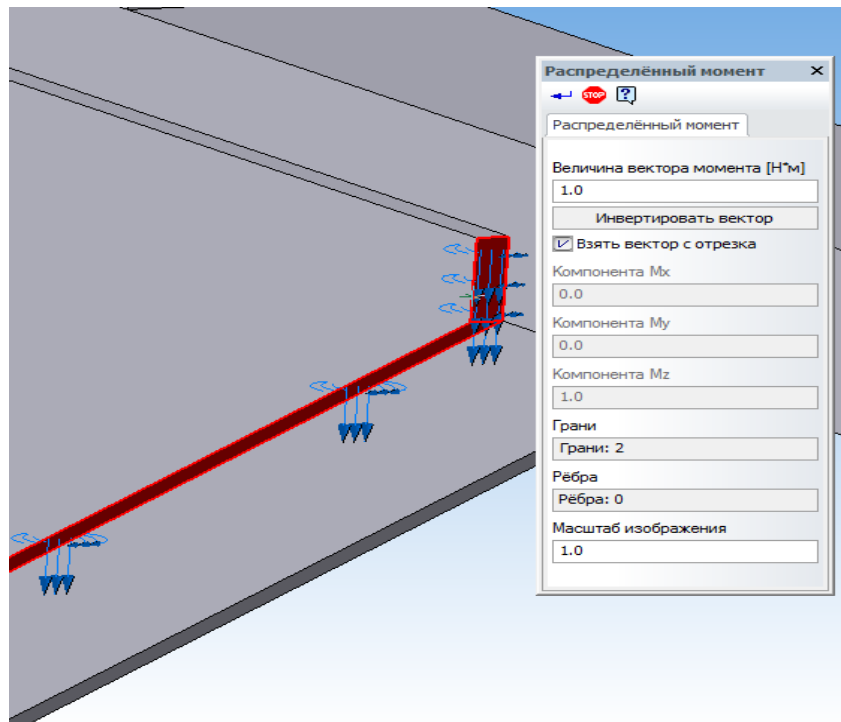 Распределённый момент
STOP
?
Распределённый момент
Величина вектора момента [Н*м]
1.0
Инвертировать вектор
Взять вектор с отрезка
Компонента Mx
0.0
Компонента My
0.0
Компонента Mz
1.0
Грани
Грани: 2
Рёбра
Рёбра: 0
Масштаб изображения
1.0